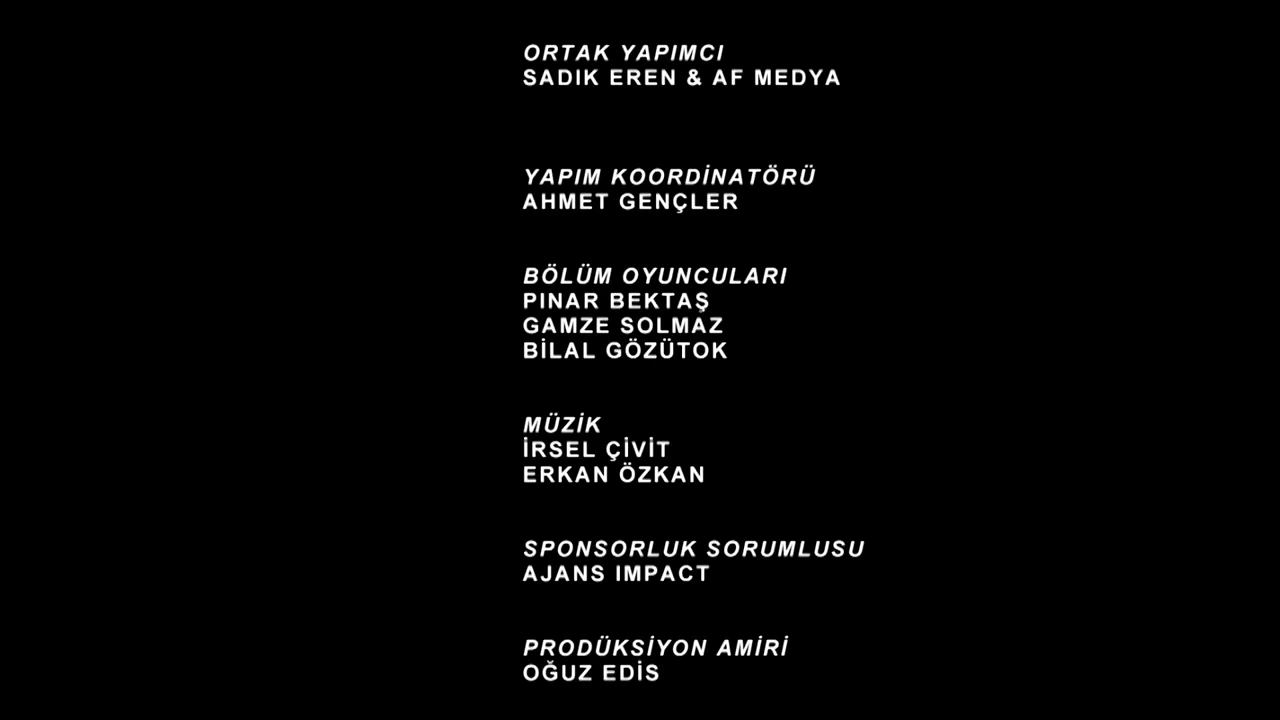 ORTAK YAPIMCI
SADIK EREN & AF MEDYA
YAPIM KOORDİNATÖRÜ
AHMET GENÇLER
BÖLÜM OYUNCULARI
PINAR BEKTAŞ
GAMZE SOLMAZ
BİLAL GÖZÜTOK
MÜZİK
İRSEL ÇİVİT
ERKAN ÖZKAN
SPONSORLUK SORUMLUSU
AJANS IMPACT
PRODÜKSİYON AMİRİ
OĞUZ EDİS